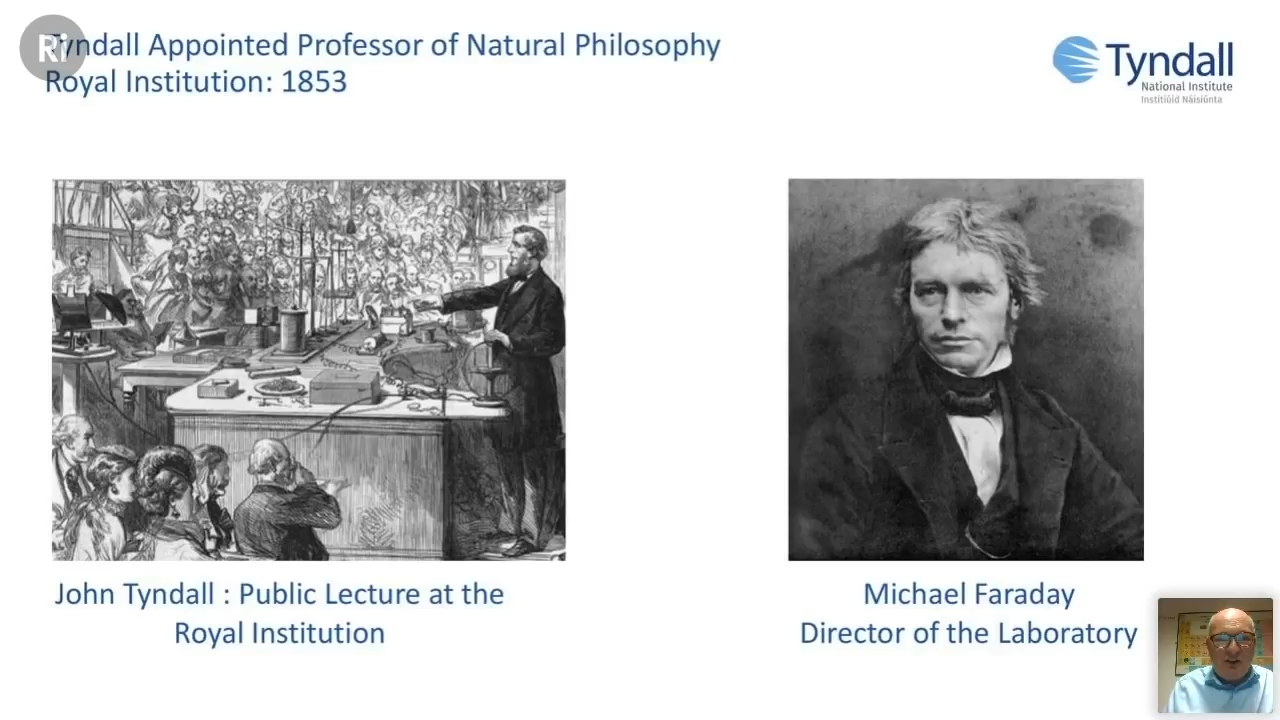 Ri
Tyndall Appointed Professor of Natural Philosophy
Royal Institution: 1853
Tyndall
National Institute
Institiúid Náisiúnta
John Tyndall : Public Lecture at the
Royal Institution
Michael Faraday
Director of the Laboratory